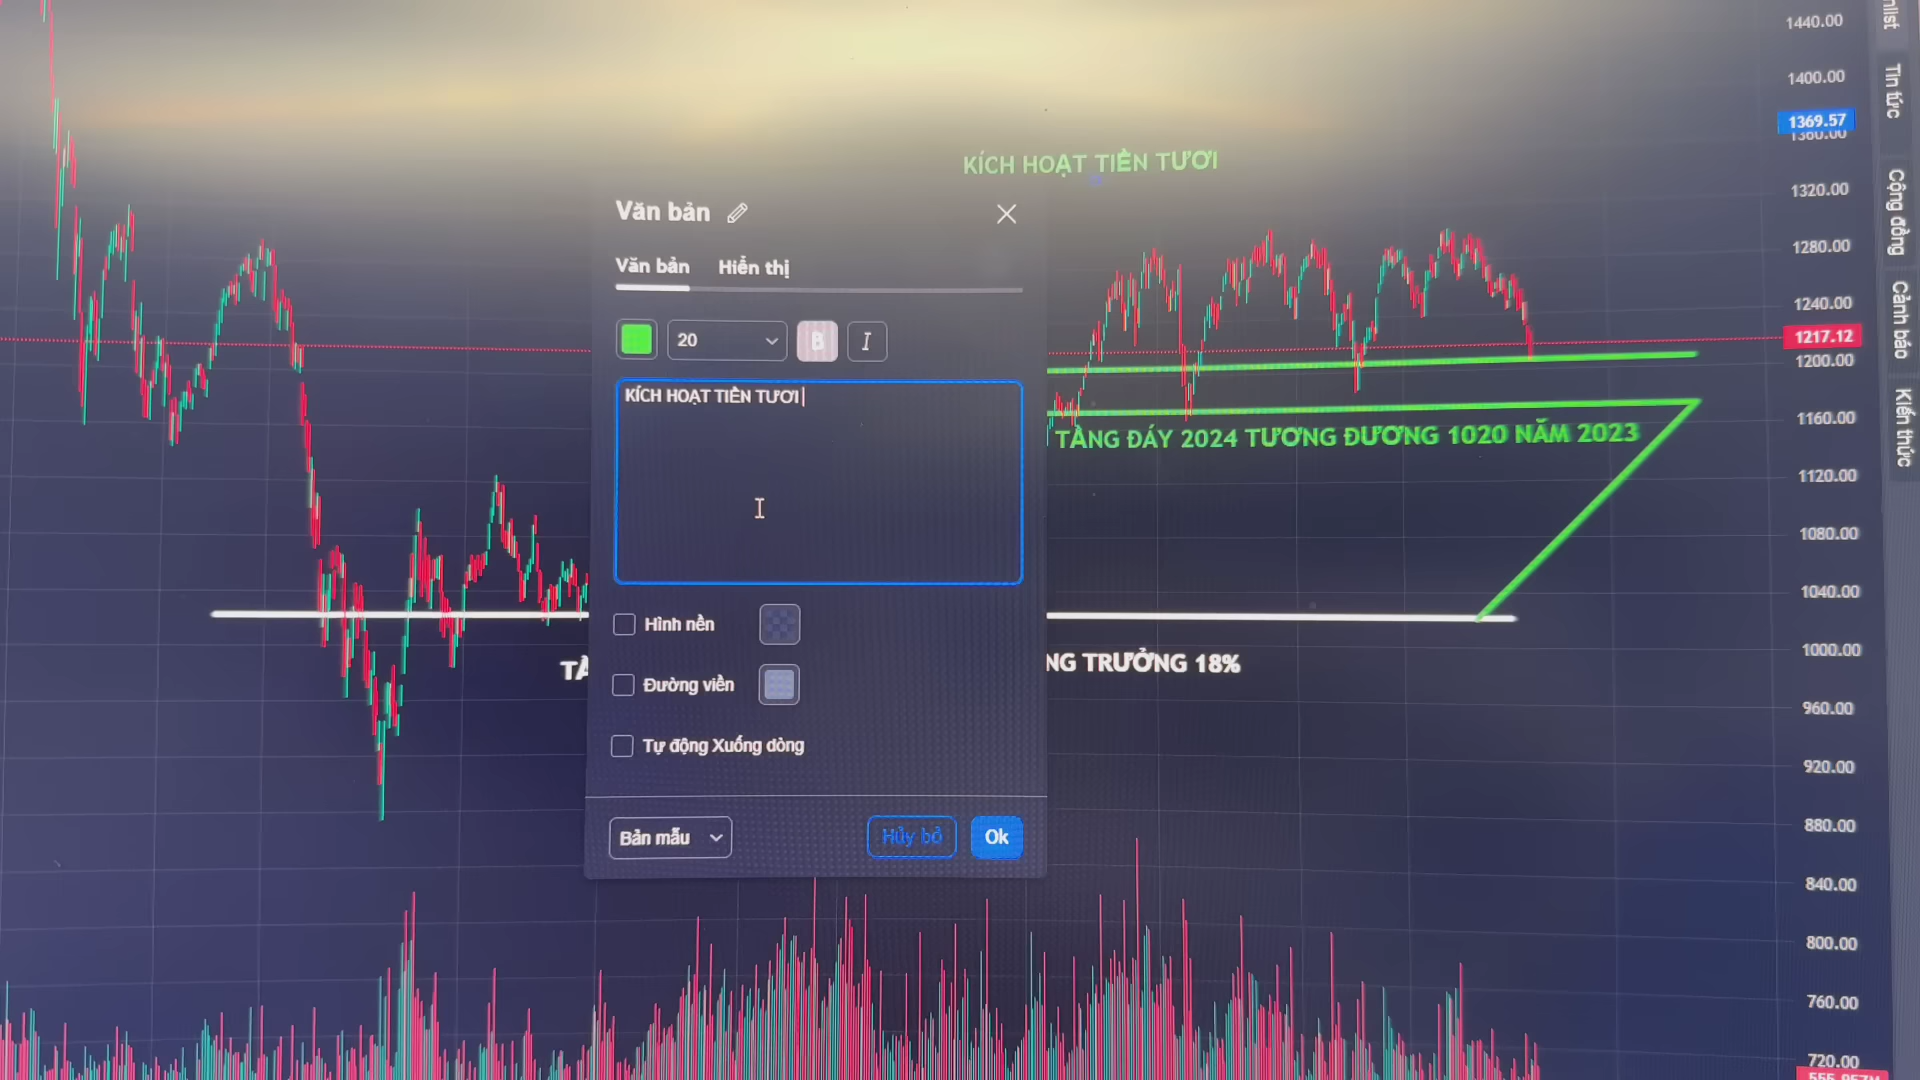 1440.00
1400.00
1369.57
1360.00
1320.00
1280.00
1240.00
1217.12
1200.00
1160.00
1120.00
1080.00
1040.00
1000.00
960.00
920.00
880.00
840.00
800.00
760.00
720.00
Tin tức
Cộng đồng
Cảnh báo
Kiến thức
KÍCH HOẠT TIỀN TƯƠI
Văn bản
Văn bản Hiển thị
20 B I
KÍCH HOẠT TIỀN TƯƠI
TẦNG ĐÁY 2024 TƯƠNG ĐƯƠNG 1020 NĂM 2023
Hình nền
NG TRƯỞNG 18%
Đường viền
Tự động Xuống dòng
Bản mẫu Hủy bỏ Ok